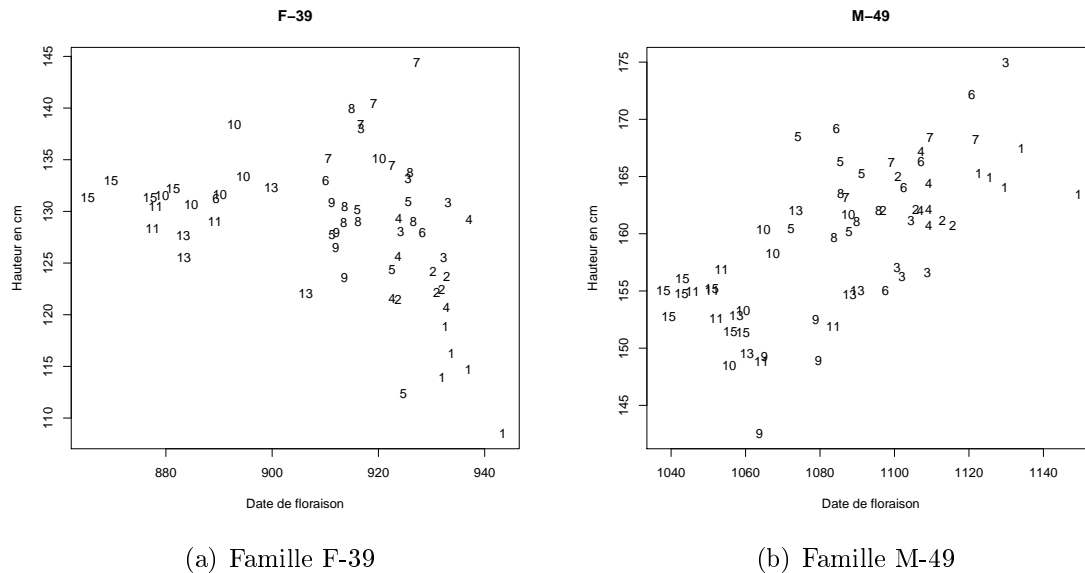 F−39
Hauteur en cm
145
140
135
130
125
120
115
110
880 900 920 940
Date de floraison
(a) Famille F-39
M−49
Hauteur en cm
175
170
165
160
155
150
145
1040 1060 1080 1100 1120 1140
Date de floraison
(b) Famille M-49